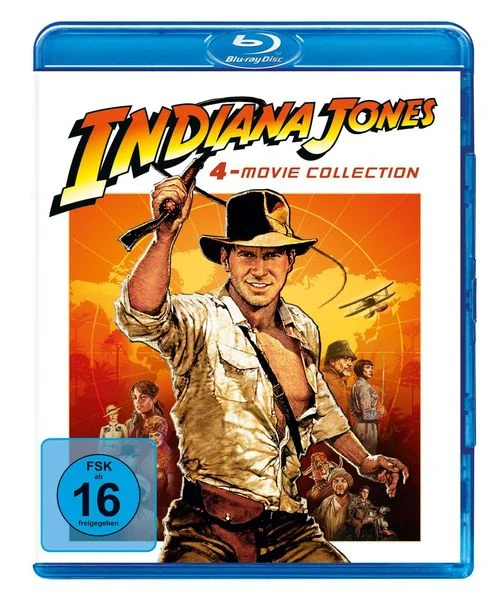 Blu-ray Disc
INDIANA JONES
4-MOVIE COLLECTION
FSK
ab
16
freigegeben